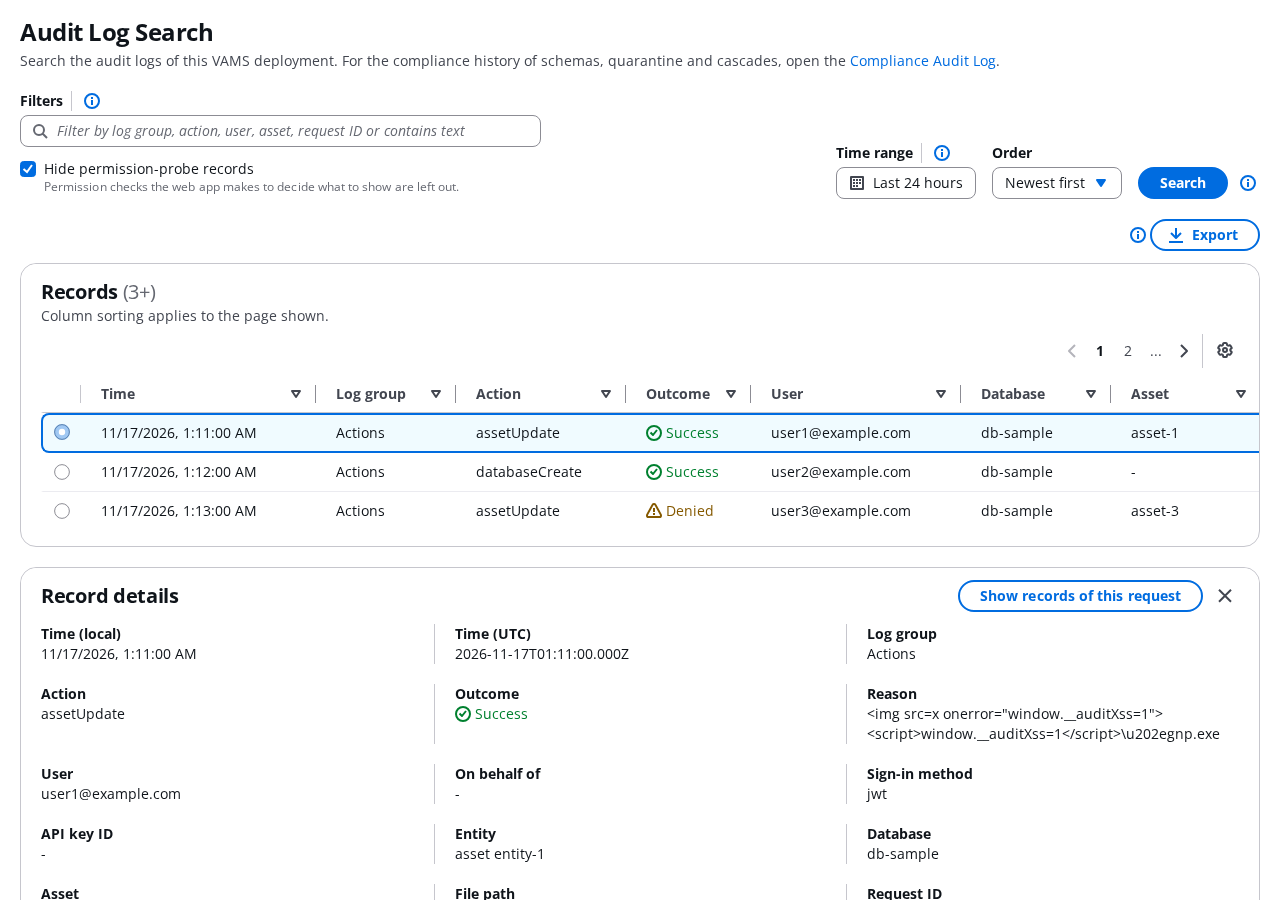 Audit Log Search
Search the audit logs of this VAMS deployment. For the compliance history of schemas, quarantine and cascades, open the Compliance Audit Log.
Filters
Filter by log group, action, user, asset, request ID or contains text
Hide permission-probe records
Permission checks the web app makes to decide what to show are left out.
Time range
Order
Last 24 hours
Newest first
Search
Export
Records (3+)
Column sorting applies to the page shown.
1 2 ...
Time Log group Action Outcome User Database Asset
11/17/2026, 1:11:00 AM Actions assetUpdate Success user1@example.com db-sample asset-1
11/17/2026, 1:12:00 AM Actions databaseCreate Success user2@example.com db-sample -
11/17/2026, 1:13:00 AM Actions assetUpdate Denied user3@example.com db-sample asset-3
Record details
Show records of this request
Time (local) Time (UTC) Log group
11/17/2026, 1:11:00 AM 2026-11-17T01:11:00.000Z Actions
Action Outcome Reason
assetUpdate Success <img src=x onerror="window.__auditXss=1">
<script>window.__auditXss=1</script>\u202egnp.exe
User On behalf of Sign-in method
user1@example.com - jwt
API key ID Entity Database
- asset entity-1 db-sample
Asset File path Request ID